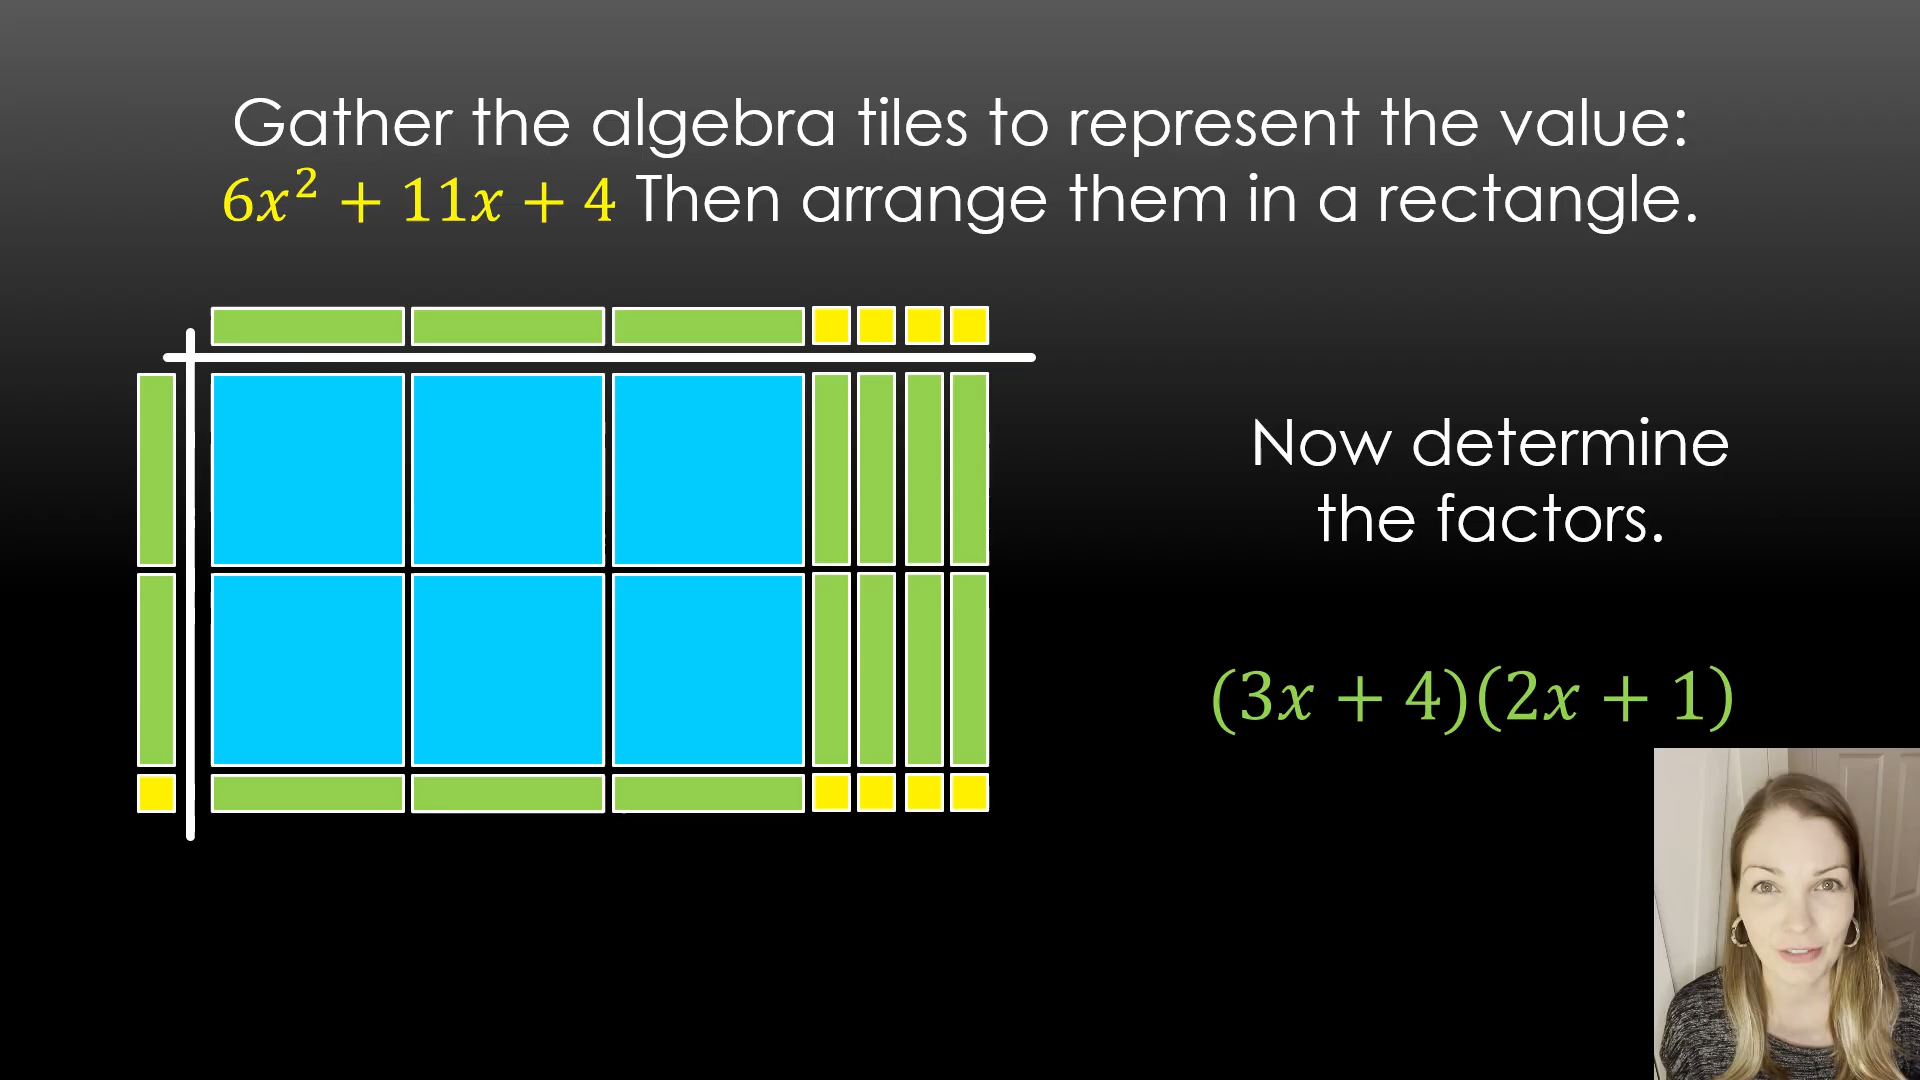 Gather the algebra tiles to represent the value:
6x² + 11x + 4 Then arrange them in a rectangle.
Now determine
the factors.
(3x + 4)(2x + 1)